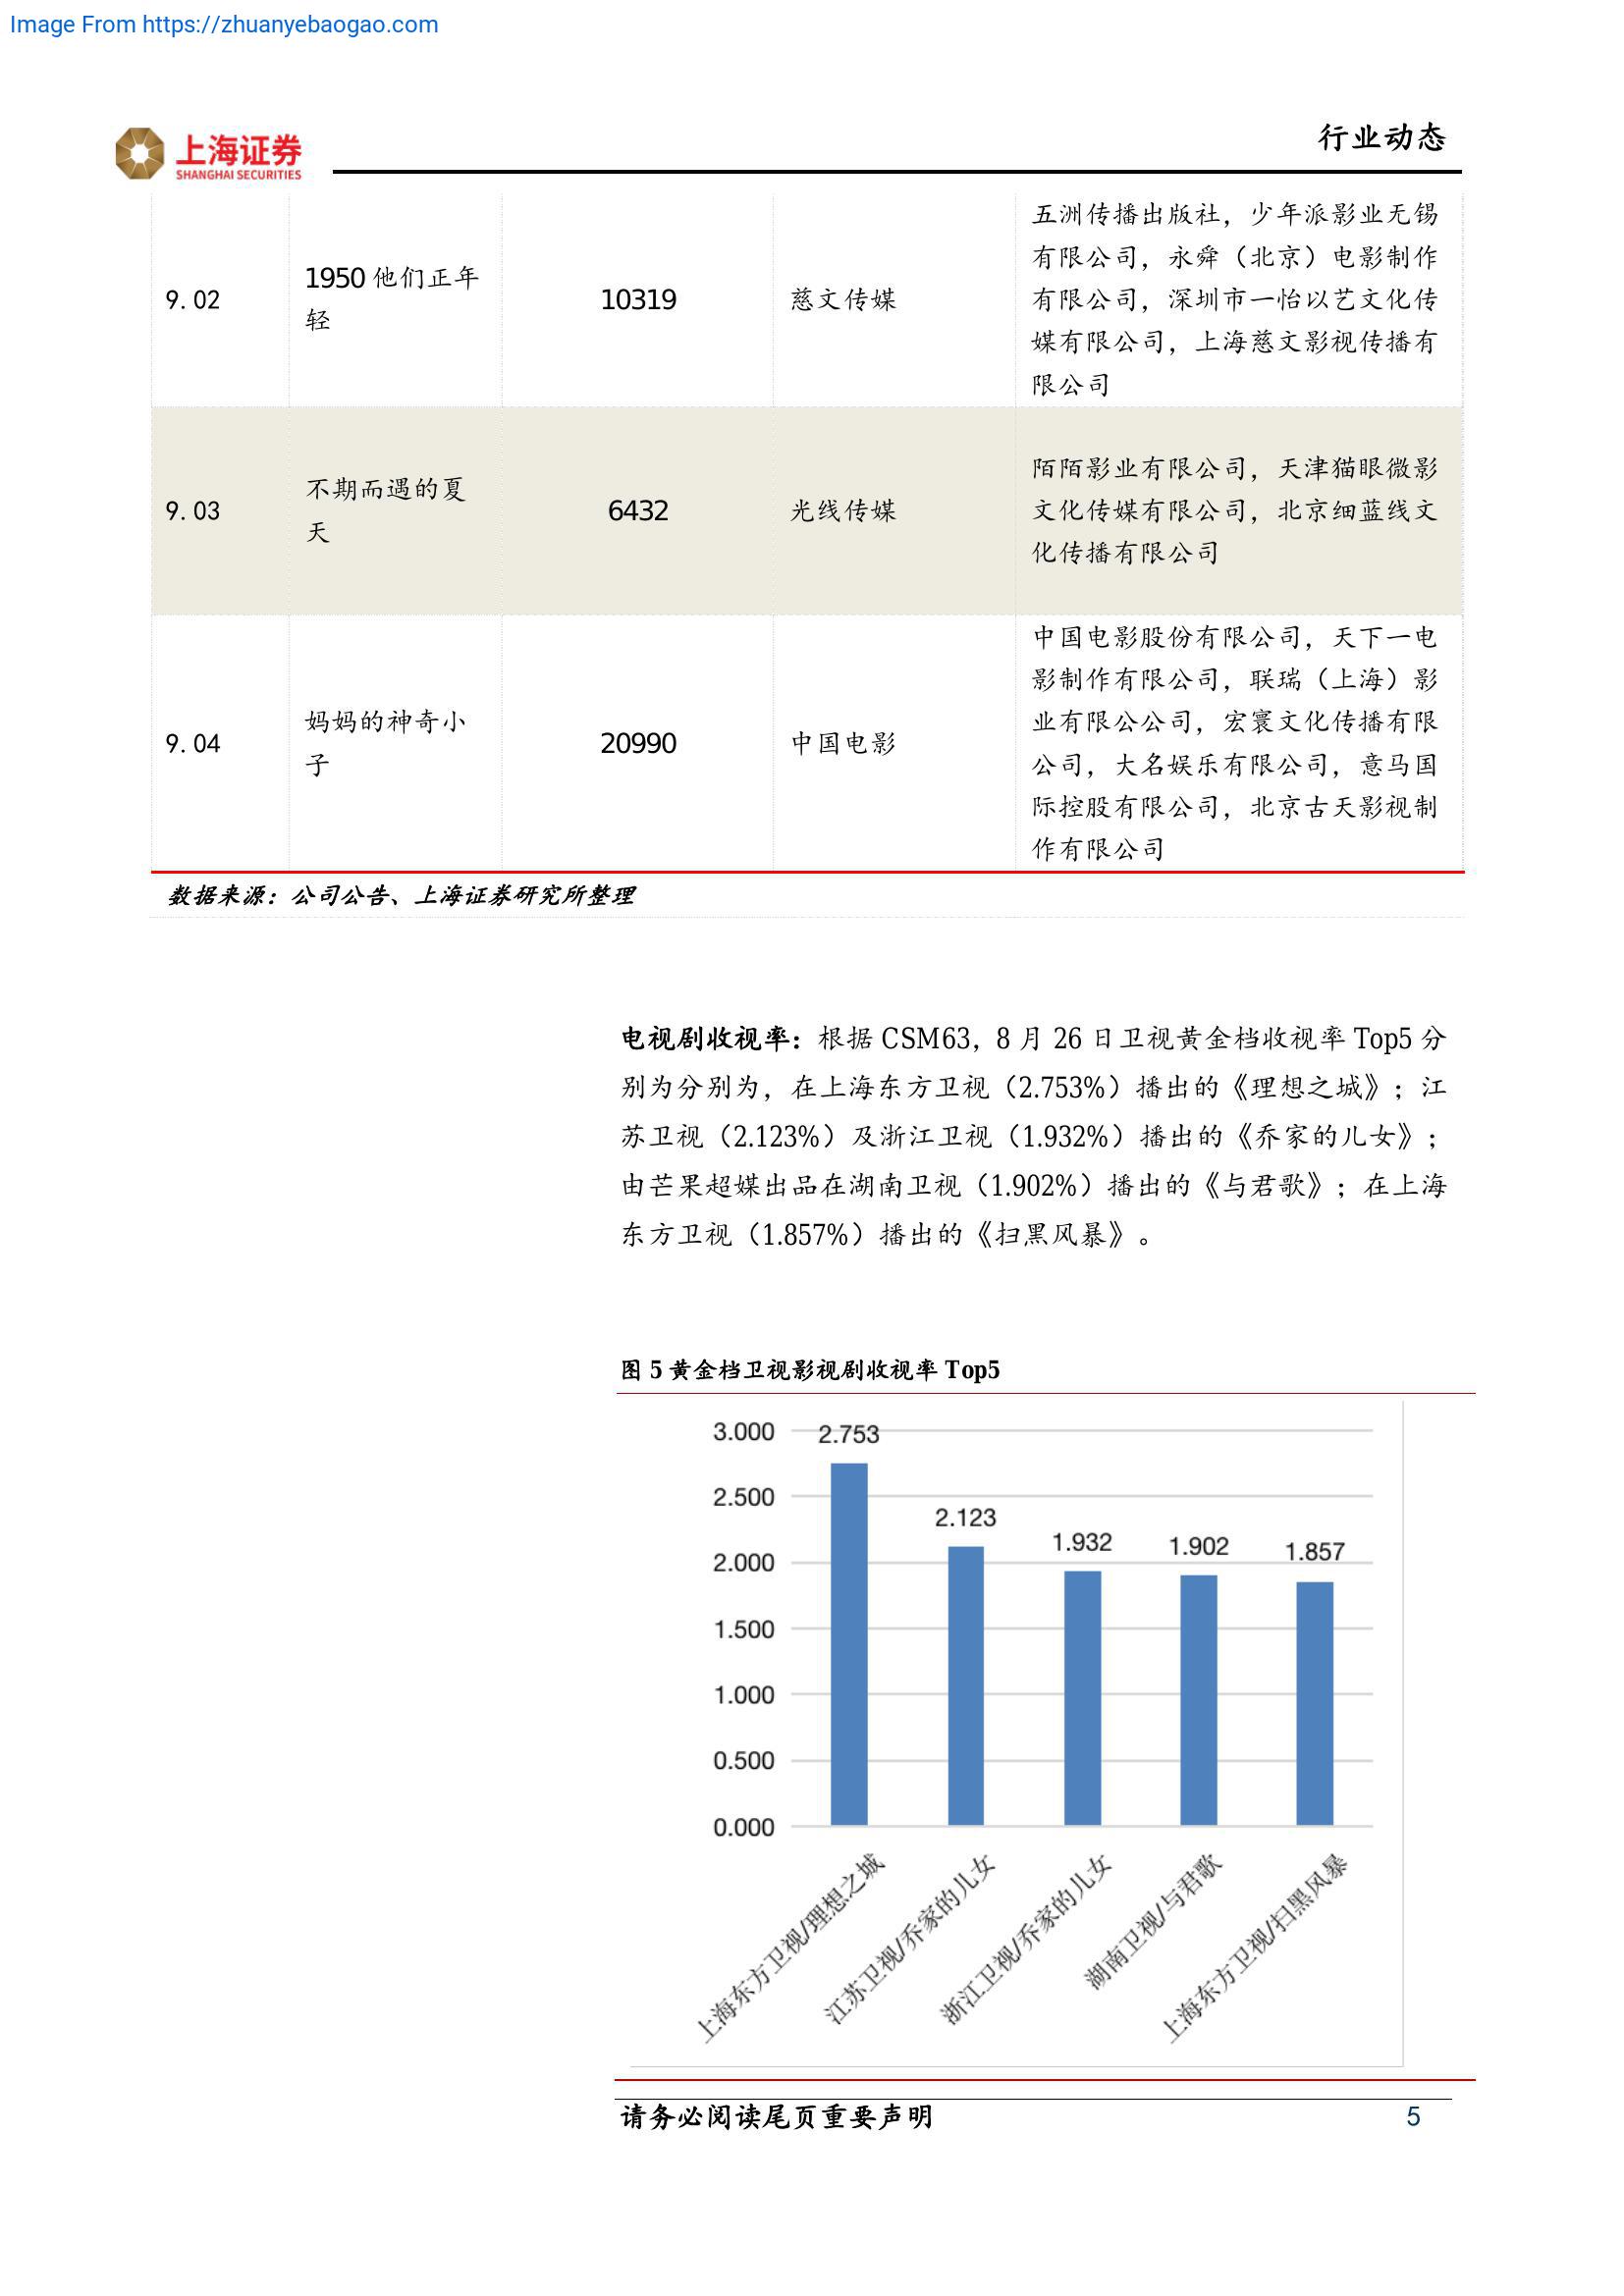 Image From https://zhuanyebaogao.com
上海证券
SHANGHAI SECURITIES
行业动态
9.02
1950 他们正年
轻
10319
慈文传媒
五洲传播出版社，少年派影业无锡
有限公司，永舜（北京）电影制作
有限公司，深圳市一怡以艺文化传
媒有限公司，上海慈文影视传播有
限公司
9.03
不期而遇的夏
天
6432
光线传媒
陌陌影业有限公司，天津猫眼微影
文化传媒有限公司，北京细蓝线文
化传播有限公司
9.04
妈妈的神奇小
子
20990
中国电影
中国电影股份有限公司，天下一电
影制作有限公司，联瑞（上海）影
业有限公公司，宏寰文化传播有限
公司，大名娱乐有限公司，意马国
际控股有限公司，北京古天影视制
作有限公司
数据来源：公司公告、上海证券研究所整理
电视剧收视率：根据 CSM63，8 月 26 日卫视黄金档收视率 Top5 分
别为分别为，在上海东方卫视（2.753%）播出的《理想之城》；江
苏卫视（2.123%）及浙江卫视（1.932%）播出的《乔家的儿女》；
由芒果超媒出品在湖南卫视（1.902%）播出的《与君歌》；在上海
东方卫视（1.857%）播出的《扫黑风暴》。
图 5 黄金档卫视影视剧收视率 Top5
3.000
2.500
2.000
1.500
1.000
0.500
0.000
2.753
2.123
1.932
1.902
1.857
上海东方卫视/理想之城
江苏卫视/乔家的儿女
浙江卫视/乔家的儿女
湖南卫视/与君歌
上海东方卫视/扫黑风暴
请务必阅读尾页重要声明
5